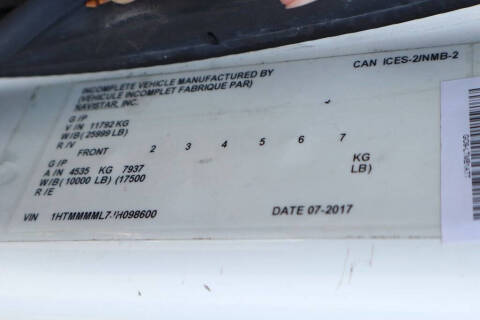 INCOMPLETE VEHICLE MANUFACTURED BY
(VEHICULE INCOMPLET FABRIQUE PAR)
NAVISTAR, INC.
CAN ICES-2/NMB-2
G /P
V /N 11792 KG
W/B( 25999 LB)
R /V
FRONT 2 3 4 5 6 7
G/P
A /N 4535 KG 7937 KG
W/B( 10000 LB) (17500 LB)
R /E
VIN 1HTMMMML7JH098600
DATE 07-2017